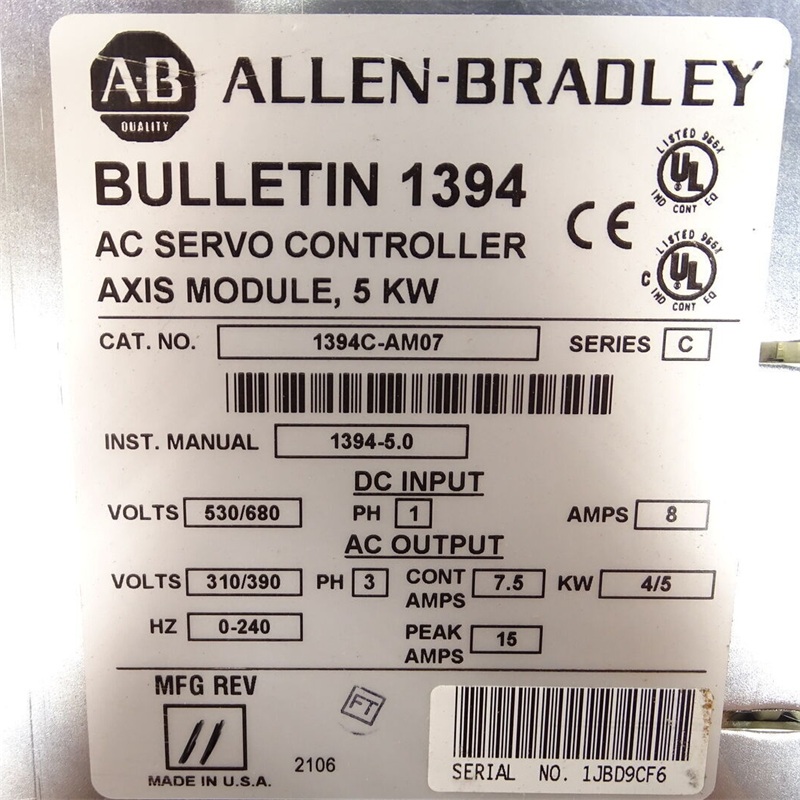 A-B
QUALITY
ALLEN-BRADLEY
BULLETIN 1394
AC SERVO CONTROLLER
AXIS MODULE, 5 KW
CE
LISTED 966X
UL
IND CONT EQ
LISTED 966X
C UL
IND CONT EQ
CAT. NO. 1394C-AM07 SERIES C
INST. MANUAL 1394-5.0
DC INPUT
VOLTS 530/680 PH 1 AMPS 8
AC OUTPUT
VOLTS 310/390 PH 3 CONT AMPS 7.5 KW 4/5
HZ 0-240 PEAK AMPS 15
MFG REV
//
MADE IN U.S.A.
2106
FT
SERIAL NO. 1JBD9CF6